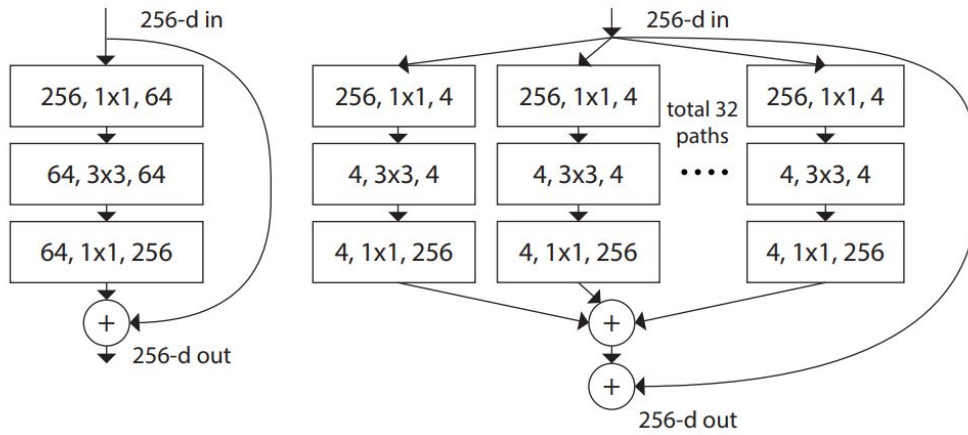 256-d in
256, 1x1, 64
64, 3x3, 64
64, 1x1, 256
+
256-d out
256-d in
256, 1x1, 4
256, 1x1, 4
total 32
paths
256, 1x1, 4
4, 3x3, 4
4, 3x3, 4
....
4, 3x3, 4
4, 1x1, 256
4, 1x1, 256
4, 1x1, 256
+
+
256-d out